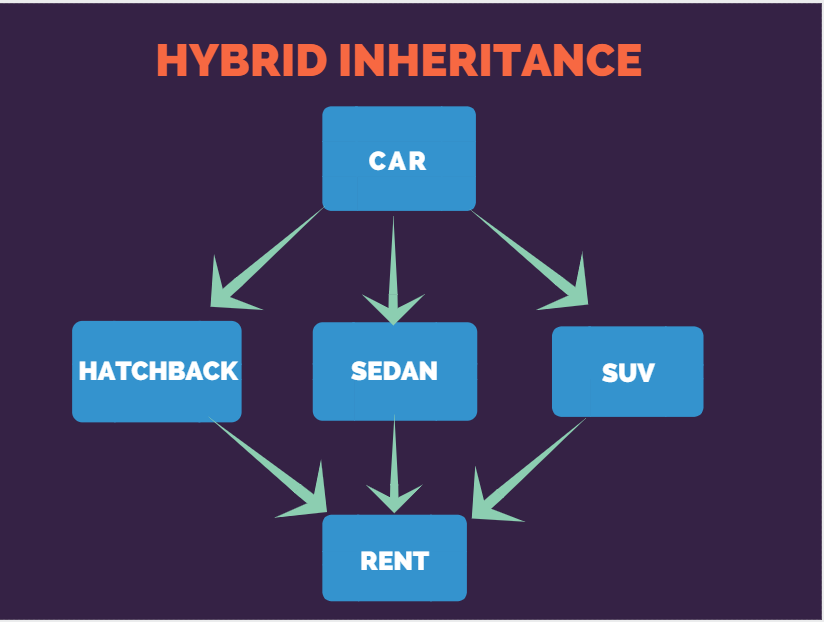 HYBRID INHERITANCE
CAR
HATCHBACK
SEDAN
SUV
RENT